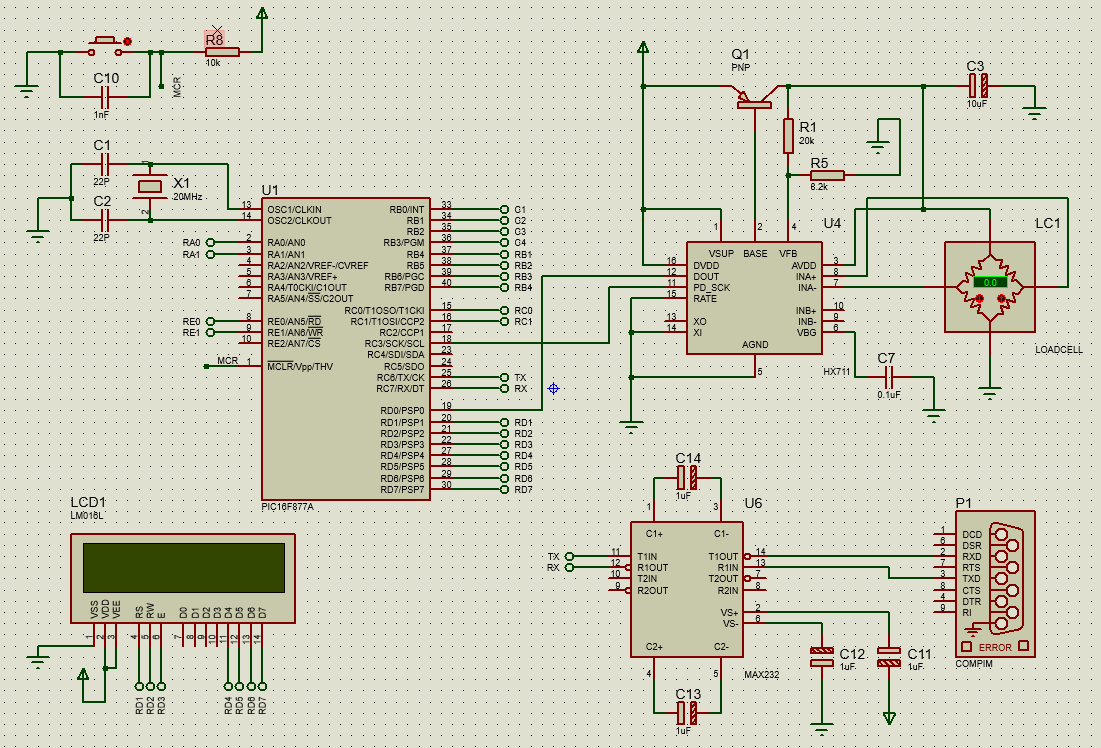 R8
10k
MCR
C10
1nF
C1
22P
C2
22P
X1
20MHz
2
U1
13 OSC1/CLKIN
14 OSC2/CLKOUT
RA0 2 RA0/AN0
RA1 3 RA1/AN1
4 RA2/AN2/VREF-/CVREF
5 RA3/AN3/VREF+
6 RA4/T0CKI/C1OUT
7 RA5/AN4/SS/C2OUT
RE0 8 RE0/AN5/RD
RE1 9 RE1/AN6/WR
10 RE2/AN7/CS
MCR 1 MCLR/Vpp/THV
RB0/INT 33 C1
RB1 34 C2
RB2 35 C3
RB3/PGM 36 C4
RB4 37 RB1
RB5 38 RB2
RB6/PGC 39 RB3
RB7/PGD 40 RB4
RC0/T1OSO/T1CKI 15 RC0
RC1/T1OSI/CCP2 16 RC1
RC2/CCP1 17
RC3/SCK/SCL 18
RC4/SDI/SDA 23
RC5/SDO 24
RC6/TX/CK 25 TX
RC7/RX/DT 26 RX
RD0/PSP0 19
RD1/PSP1 20 RD1
RD2/PSP2 21 RD2
RD3/PSP3 22 RD3
RD4/PSP4 27 RD4
RD5/PSP5 28 RD5
RD6/PSP6 29 RD6
RD7/PSP7 30 RD7
PIC16F877A
Q1
PNP
C3
10uF
R1
20k
R5
8.2k
U4
1 2 4
VSUP BASE VFB
16 DVDD
12 DOUT
11 PD_SCK
15 RATE
13 XO
14 XI
AVDD 3
INA+ 8
INA- 7
INB+ 10
INB- 9
VBG 6
AGND
5
HX711
C7
0.1uF
LC1
0.0
LOADCELL
LCD1
LM016L
VSS VDD VEE RS RW E D0 D1 D2 D3 D4 D5 D6 D7
1 2 3 4 5 6 7 8 9 10 11 12 13 14
RD1 RD2 RD3 RD4 RD5 RD6 RD7
C14
1uF
U6
1 3
C1+ C1-
TX 11 T1IN
RX 12 R1OUT
10 T2IN
9 R2OUT
T1OUT 14
R1IN 13
T2OUT 7
R2IN 8
VS+ 2
VS- 6
C2+ C2-
4 5
MAX232
C13
1uF
C12
1uF
C11
1uF
P1
1 DCD
6 DSR
2 RXD
7 RTS
3 TXD
8 CTS
4 DTR
9 RI
ERROR
COMPIM